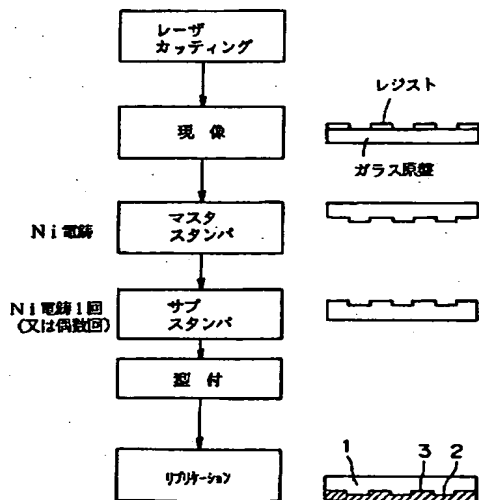 レーザ
カッティング
レジスト
現像
ガラス原盤
Ni電鋳
マスタ
スタンパ
Ni電鋳1回
(又は偶数回)
サブ
スタンパ
型付
リプリケーション
1
3
2